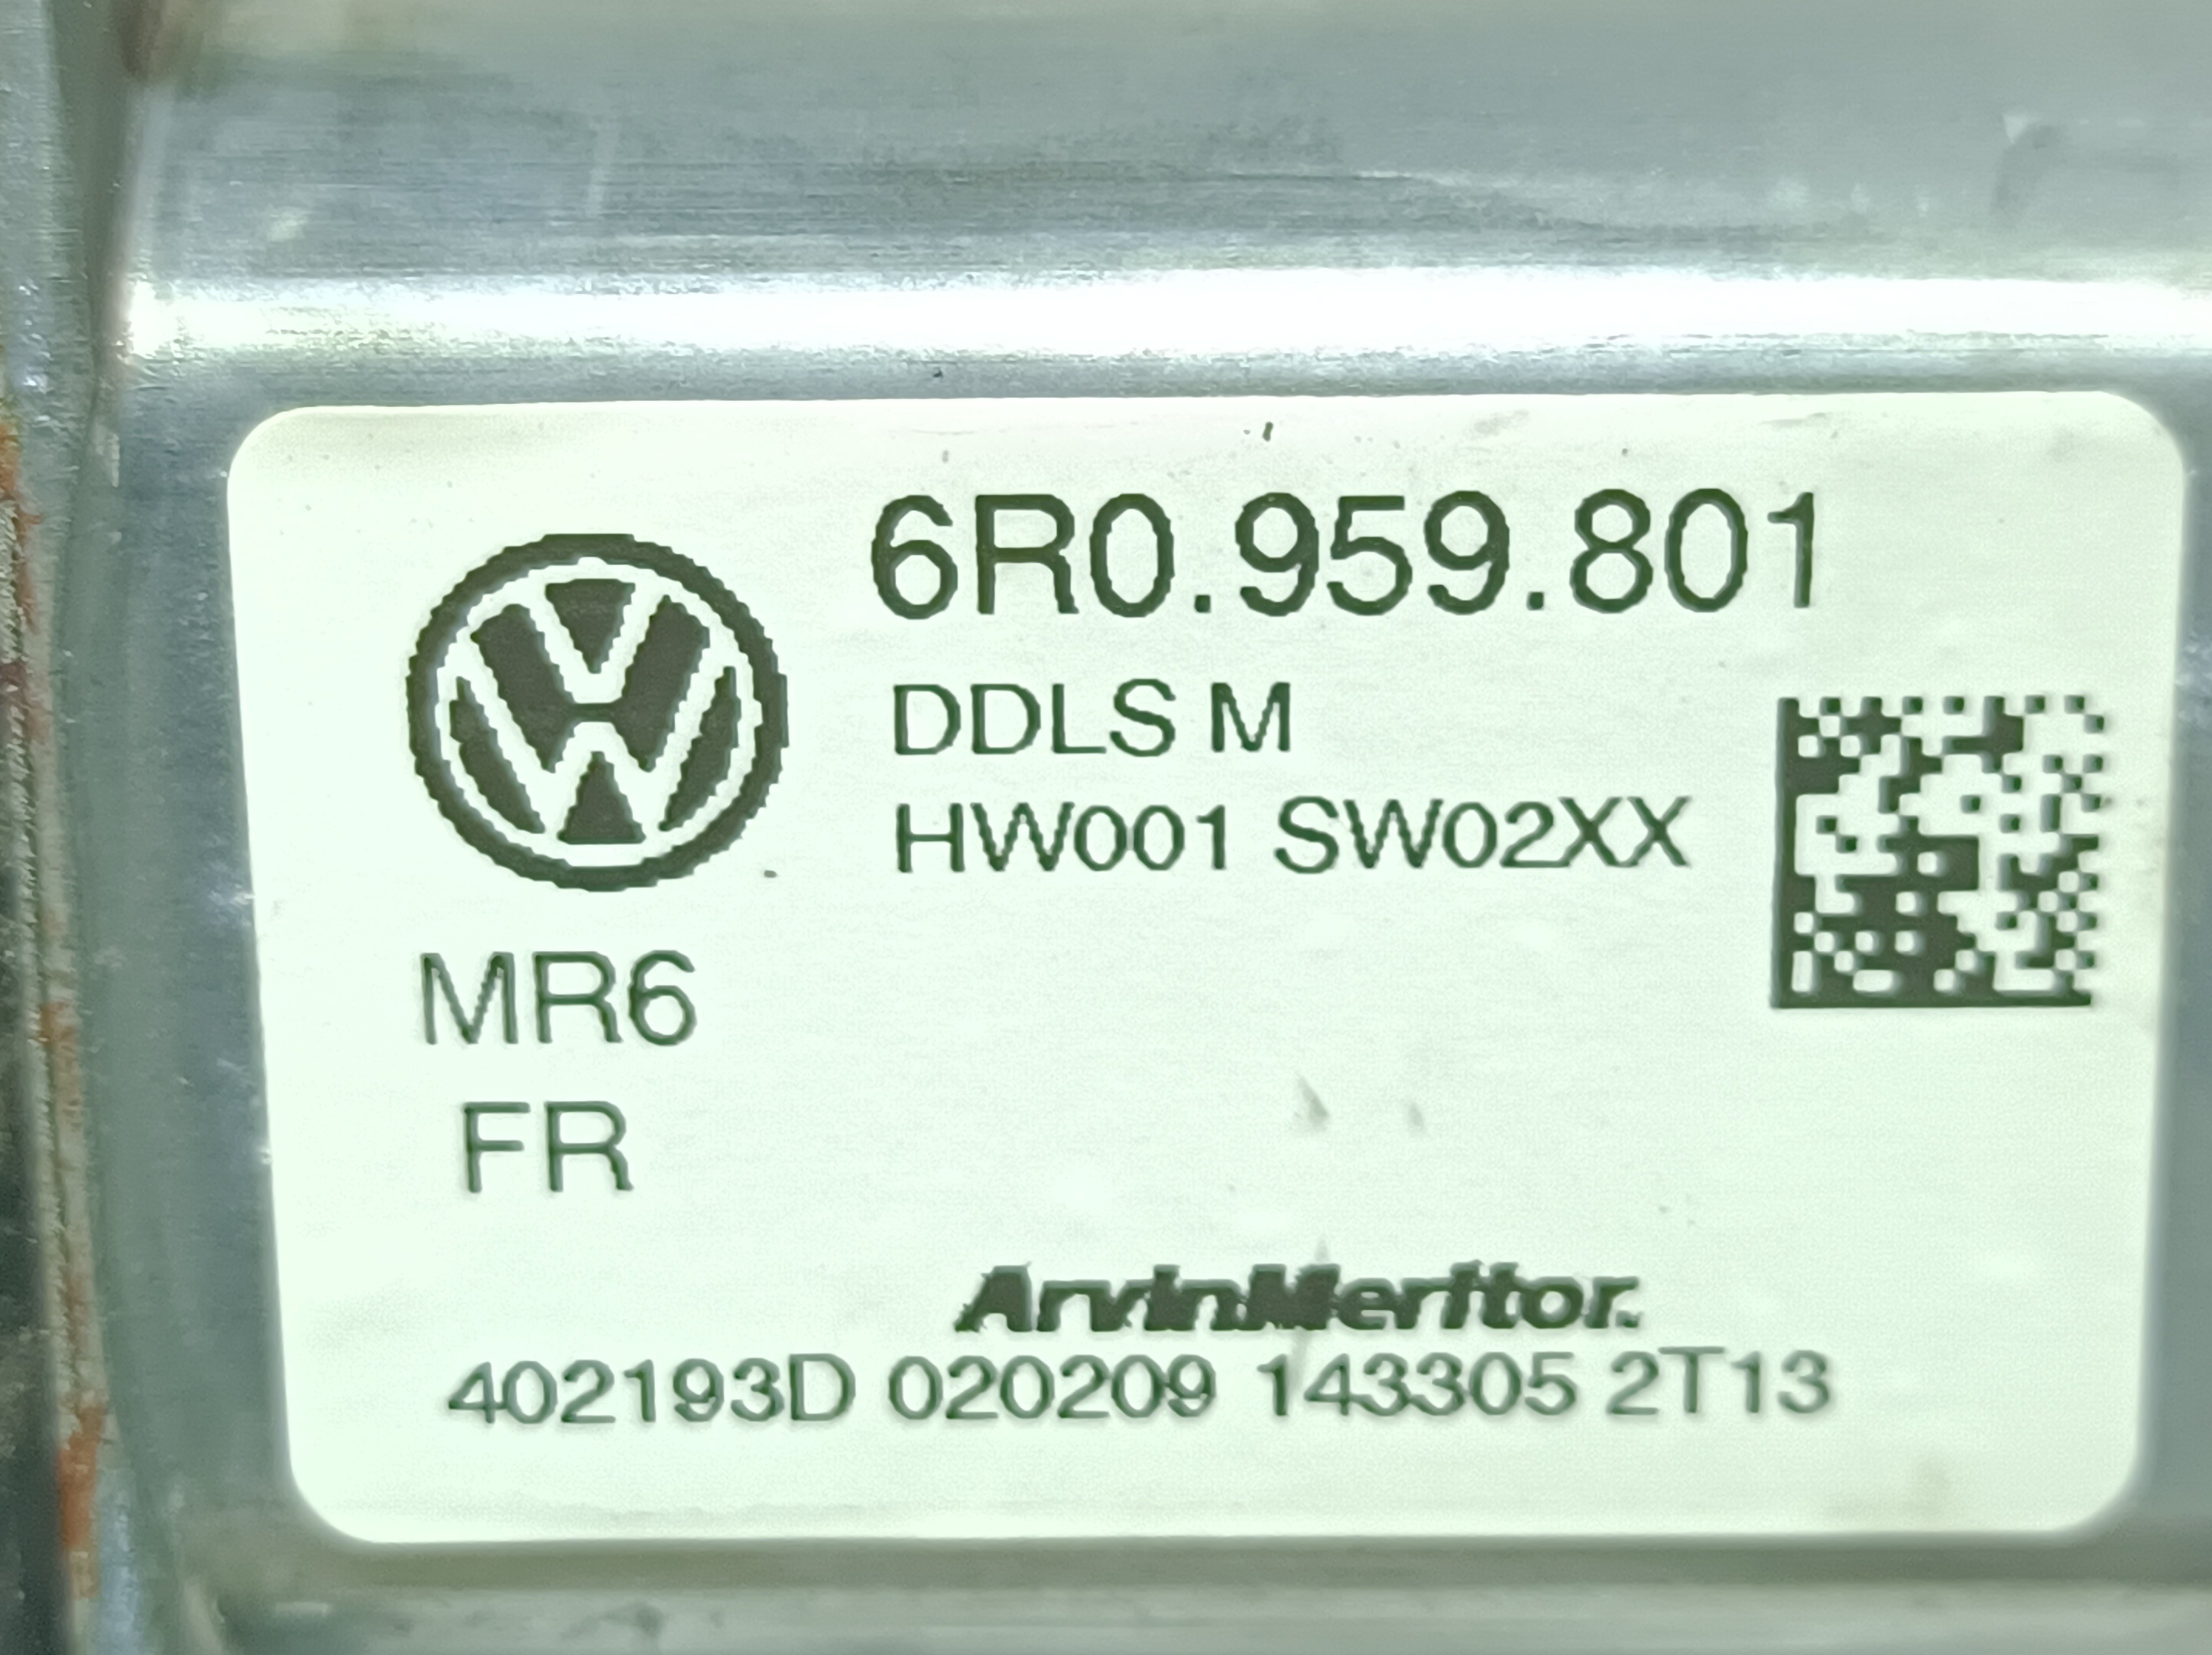 6R0.959.801
DDLS M
HW001 SW02XX
MR6
FR
ArvinMeritor.
402193D 020209 143305 2T13